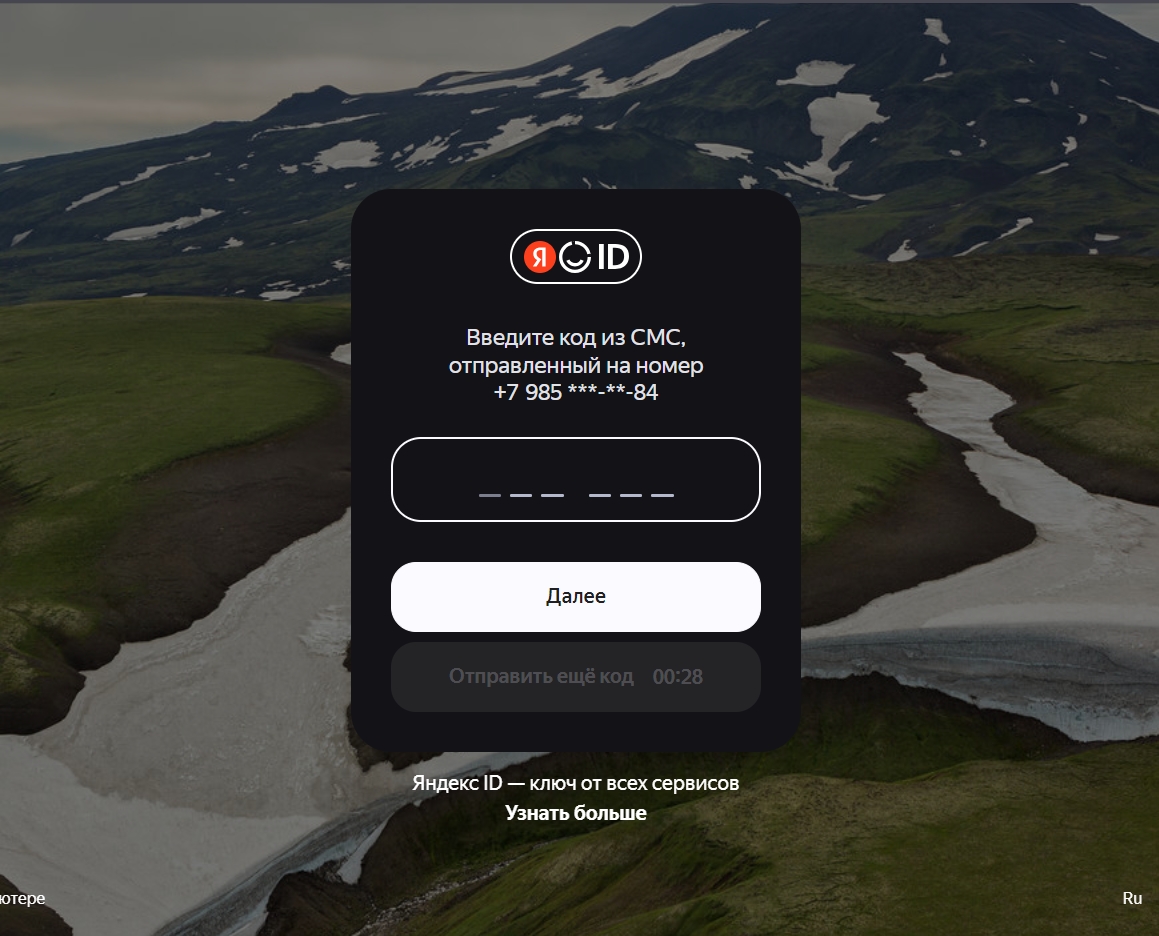 Я ID
Введите код из СМС,
отправленный на номер
+7 985 ***-**-84
Далее
Отправить ещё код 00:28
Яндекс ID — ключ от всех сервисов
Узнать больше
ютере
Ru